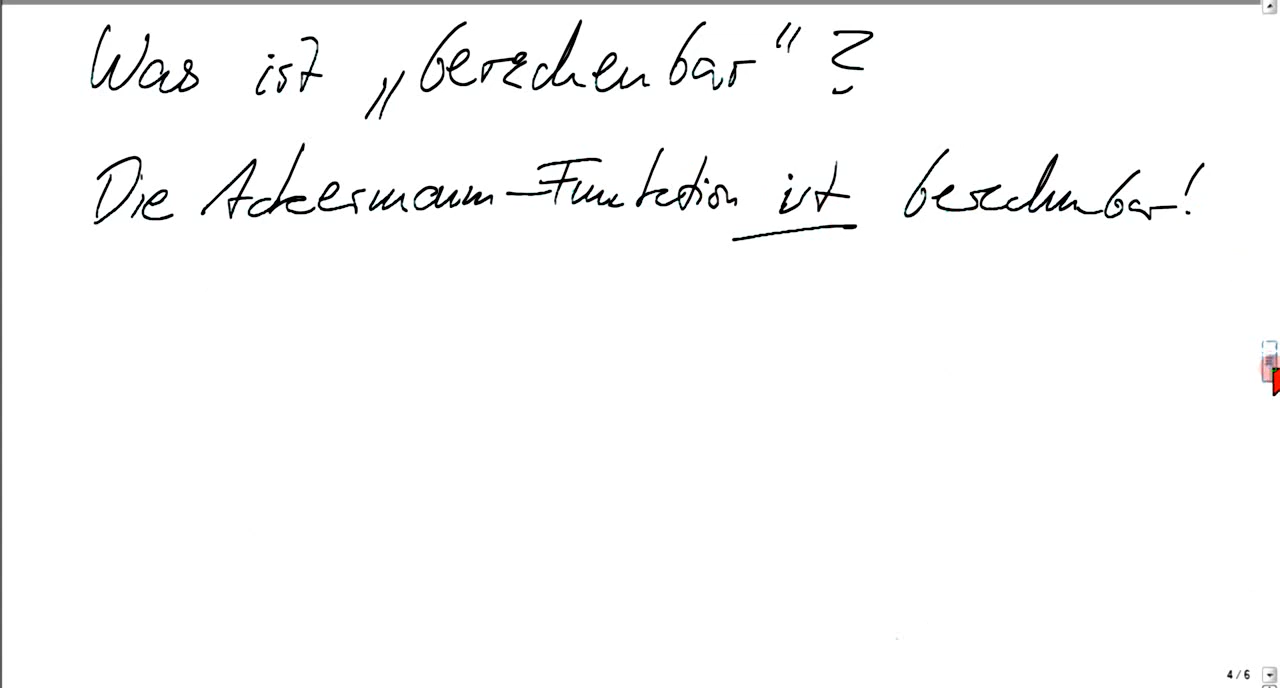 Was ist „berechenbar“?
Die Ackermann-Funktion ist berechenbar!
4 / 6